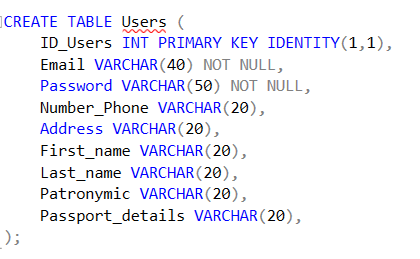 CREATE TABLE Users (
ID_Users INT PRIMARY KEY IDENTITY(1,1),
Email VARCHAR(40) NOT NULL,
Password VARCHAR(50) NOT NULL,
Number_Phone VARCHAR(20),
Address VARCHAR(20),
First_name VARCHAR(20),
Last_name VARCHAR(20),
Patronymic VARCHAR(20),
Passport_details VARCHAR(20),
);